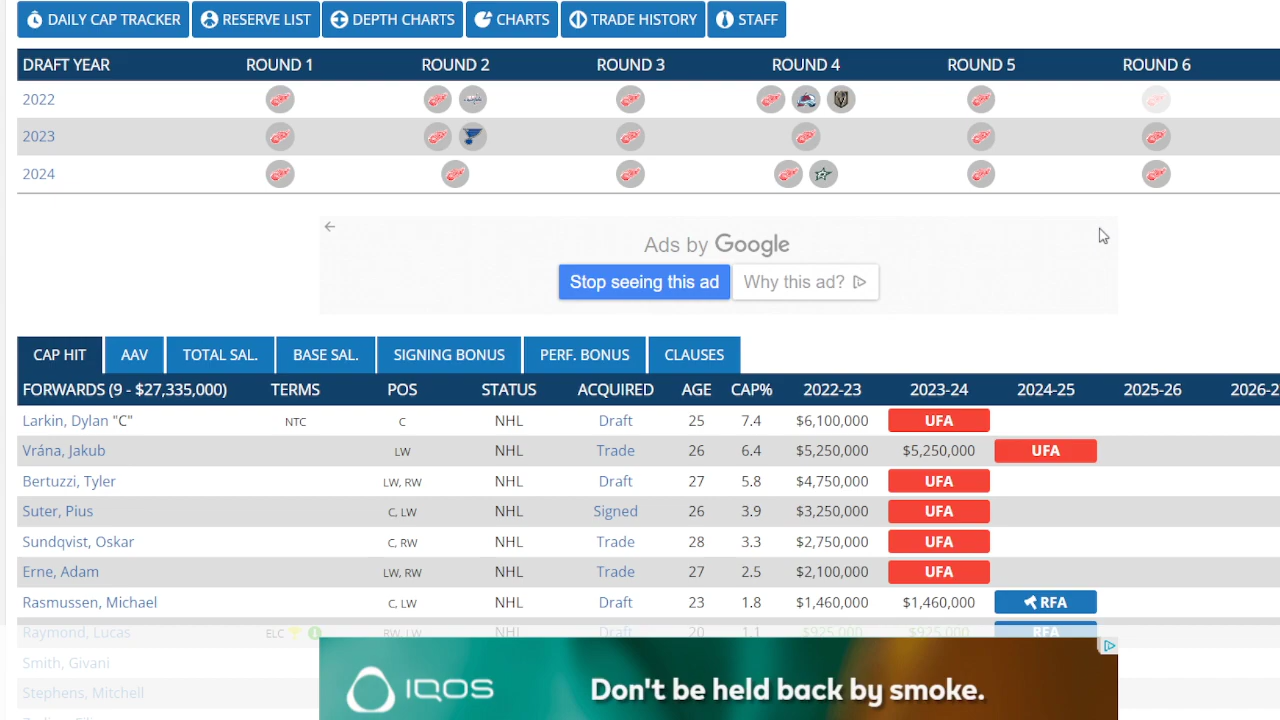 DAILY CAP TRACKER RESERVE LIST DEPTH CHARTS CHARTS TRADE HISTORY STAFF
DRAFT YEAR ROUND 1 ROUND 2 ROUND 3 ROUND 4 ROUND 5 ROUND 6
2022
2023
2024
Ads by Google
Stop seeing this ad Why this ad?
CAP HIT AAV TOTAL SAL. BASE SAL. SIGNING BONUS PERF. BONUS CLAUSES
FORWARDS (9 - $27,335,000) TERMS POS STATUS ACQUIRED AGE CAP% 2022-23 2023-24 2024-25 2025-26 2026-2
Larkin, Dylan "C" NTC C NHL Draft 25 7.4 $6,100,000 UFA
Vrána, Jakub LW NHL Trade 26 6.4 $5,250,000 $5,250,000 UFA
Bertuzzi, Tyler LW, RW NHL Draft 27 5.8 $4,750,000 UFA
Suter, Pius C, LW NHL Signed 26 3.9 $3,250,000 UFA
Sundqvist, Oskar C, RW NHL Trade 28 3.3 $2,750,000 UFA
Erne, Adam LW, RW NHL Trade 27 2.5 $2,100,000 UFA
Rasmussen, Michael C, LW NHL Draft 23 1.8 $1,460,000 $1,460,000 RFA
Raymond, Lucas ELC RW, LW NHL Draft 20 1.1 $925,000 $925,000 RFA
Smith, Givani
Stephens, Mitchell
IQOS Don't be held back by smoke.